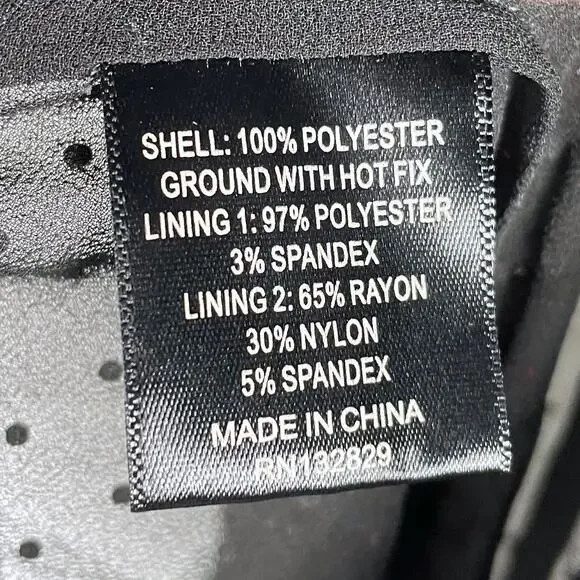 SHELL: 100% POLYESTER
GROUND WITH HOT FIX
LINING 1: 97% POLYESTER
3% SPANDEX
LINING 2: 65% RAYON
30% NYLON
5% SPANDEX
MADE IN CHINA
RN132829